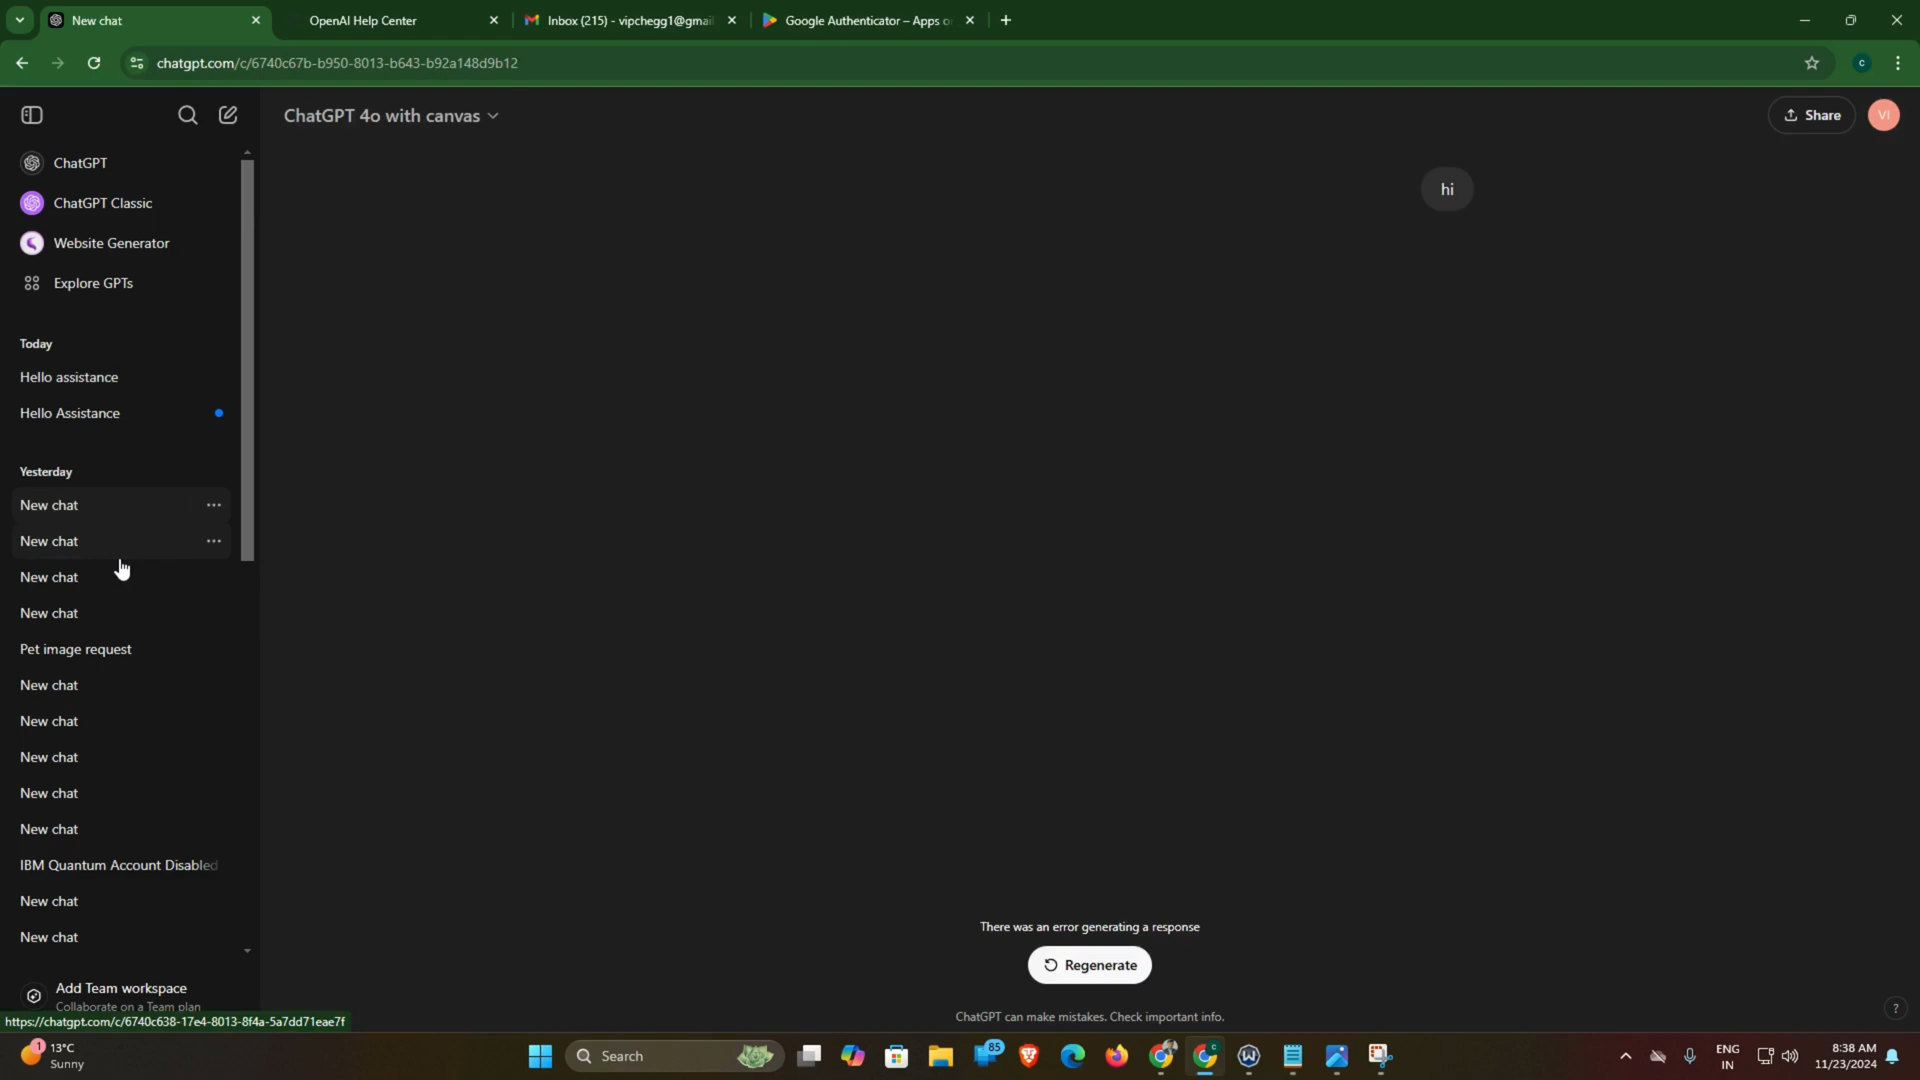 New chat
OpenAI Help Center
Inbox (215) - vipchegg1@gmai
Google Authenticator – Apps o
chatgpt.com/c/6740c67b-b950-8013-b643-b92a148d9b12
c
ChatGPT 4o with canvas
Share
VI
ChatGPT
ChatGPT Classic
Website Generator
Explore GPTs
Today
Hello assistance
Hello Assistance
Yesterday
New chat
New chat
New chat
New chat
Pet image request
New chat
New chat
New chat
New chat
New chat
IBM Quantum Account Disabled
New chat
New chat
Add Team workspace
Collaborate on a Team plan
https://chatgpt.com/c/6740c638-17e4-8013-8f4a-5a7dd71eae7f
hi
There was an error generating a response
Regenerate
ChatGPT can make mistakes. Check important info.
?
1
13°C
Sunny
Search
85
c
ENG
IN
8:38 AM
11/23/2024